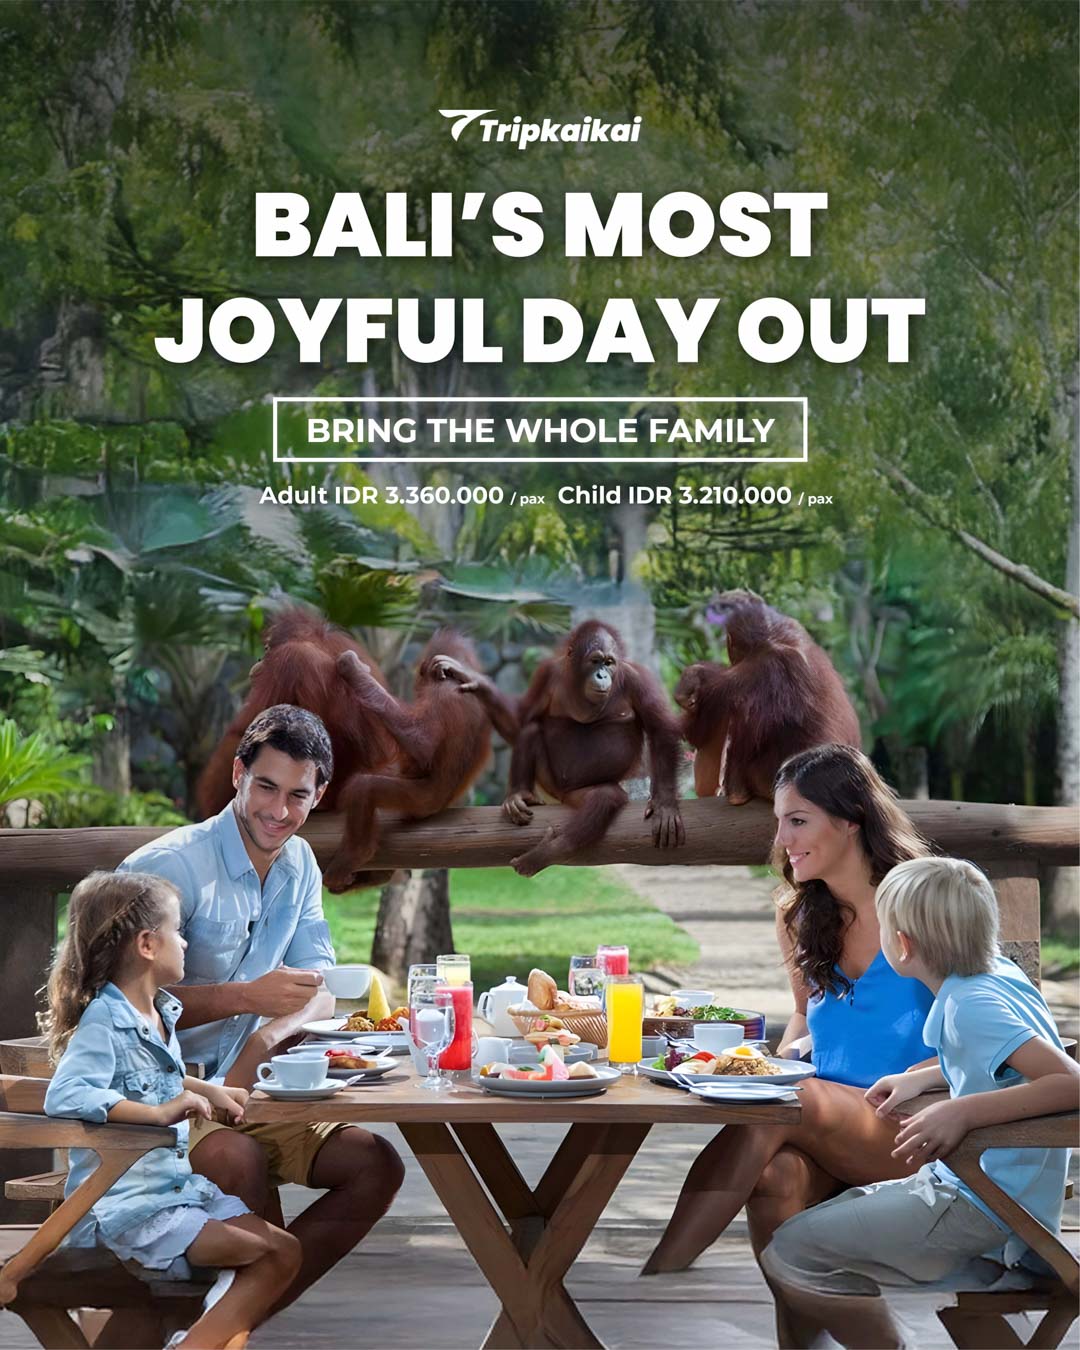 Tripkaikai
BALI’S MOST
JOYFUL DAY OUT
BRING THE WHOLE FAMILY
Adult IDR 3.360.000 / pax Child IDR 3.210.000 / pax